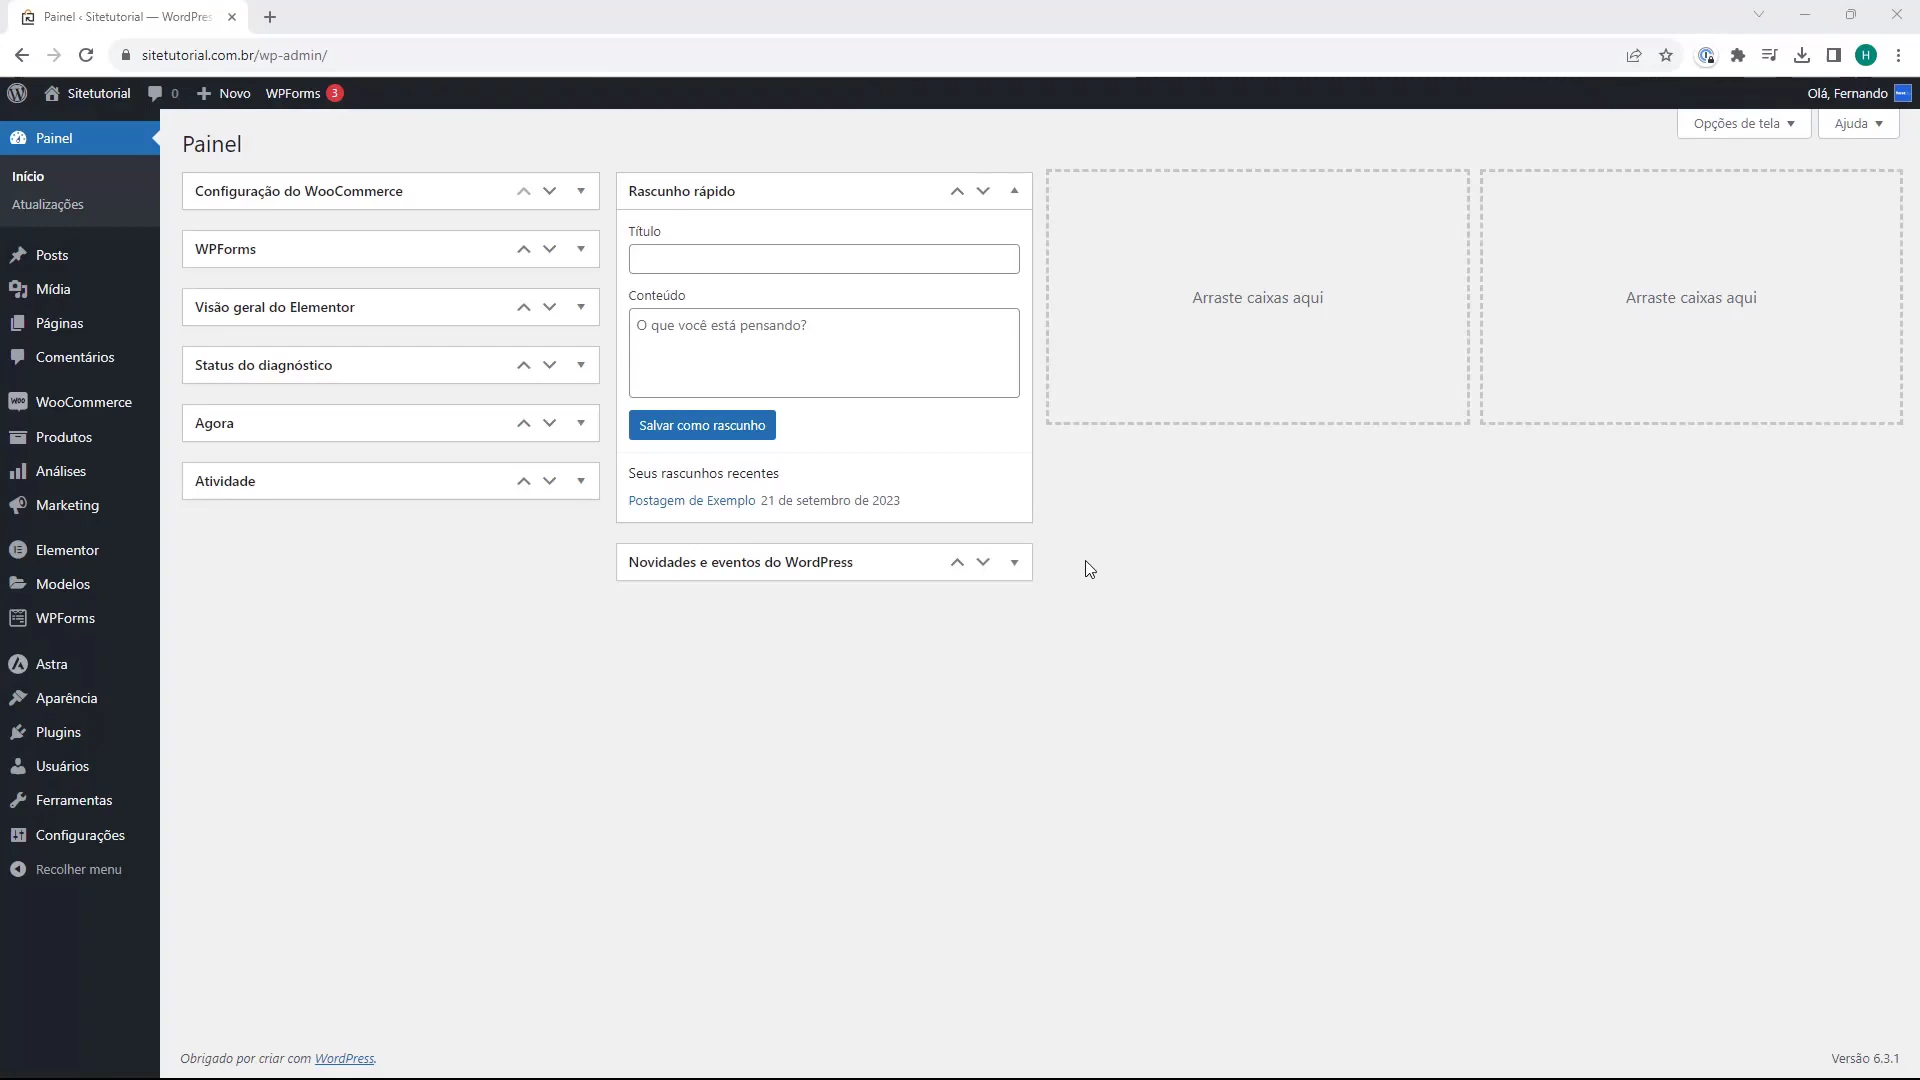 Painel ‹ Sitetutorial — WordPres
sitetutorial.com.br/wp-admin/
H
Sitetutorial
0
Novo
WPForms 3
Olá, Fernando
Opções de tela
Ajuda
Painel
Início
Atualizações
Posts
Mídia
Páginas
Comentários
WooCommerce
Produtos
Análises
Marketing
Elementor
Modelos
WPForms
Astra
Aparência
Plugins
Usuários
Ferramentas
Configurações
Recolher menu
Painel
Configuração do WooCommerce
WPForms
Visão geral do Elementor
Status do diagnóstico
Agora
Atividade
Rascunho rápido
Título
Conteúdo
O que você está pensando?
Salvar como rascunho
Seus rascunhos recentes
Postagem de Exemplo 21 de setembro de 2023
Novidades e eventos do WordPress
Arraste caixas aqui
Arraste caixas aqui
Obrigado por criar com WordPress.
Versão 6.3.1